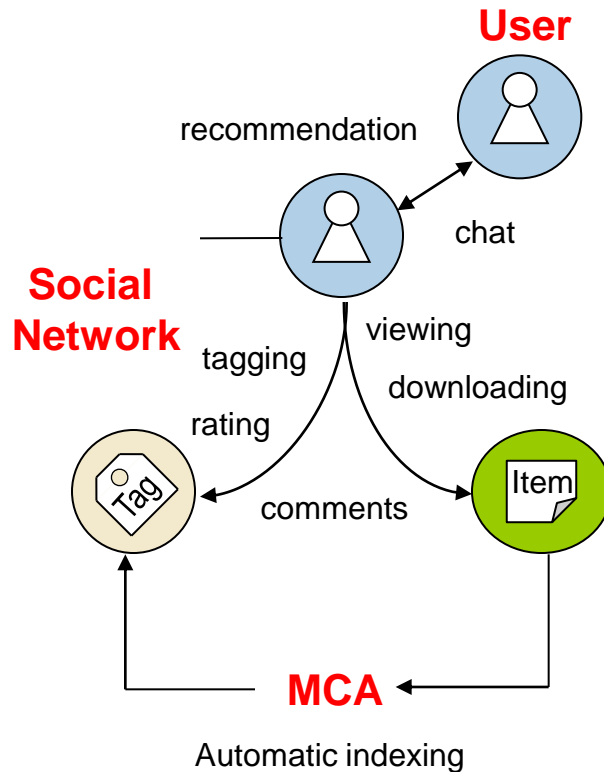 User
recommendation
chat
Social
Network
viewing
tagging
downloading
rating
Tag
Item
comments
MCA
Automatic indexing